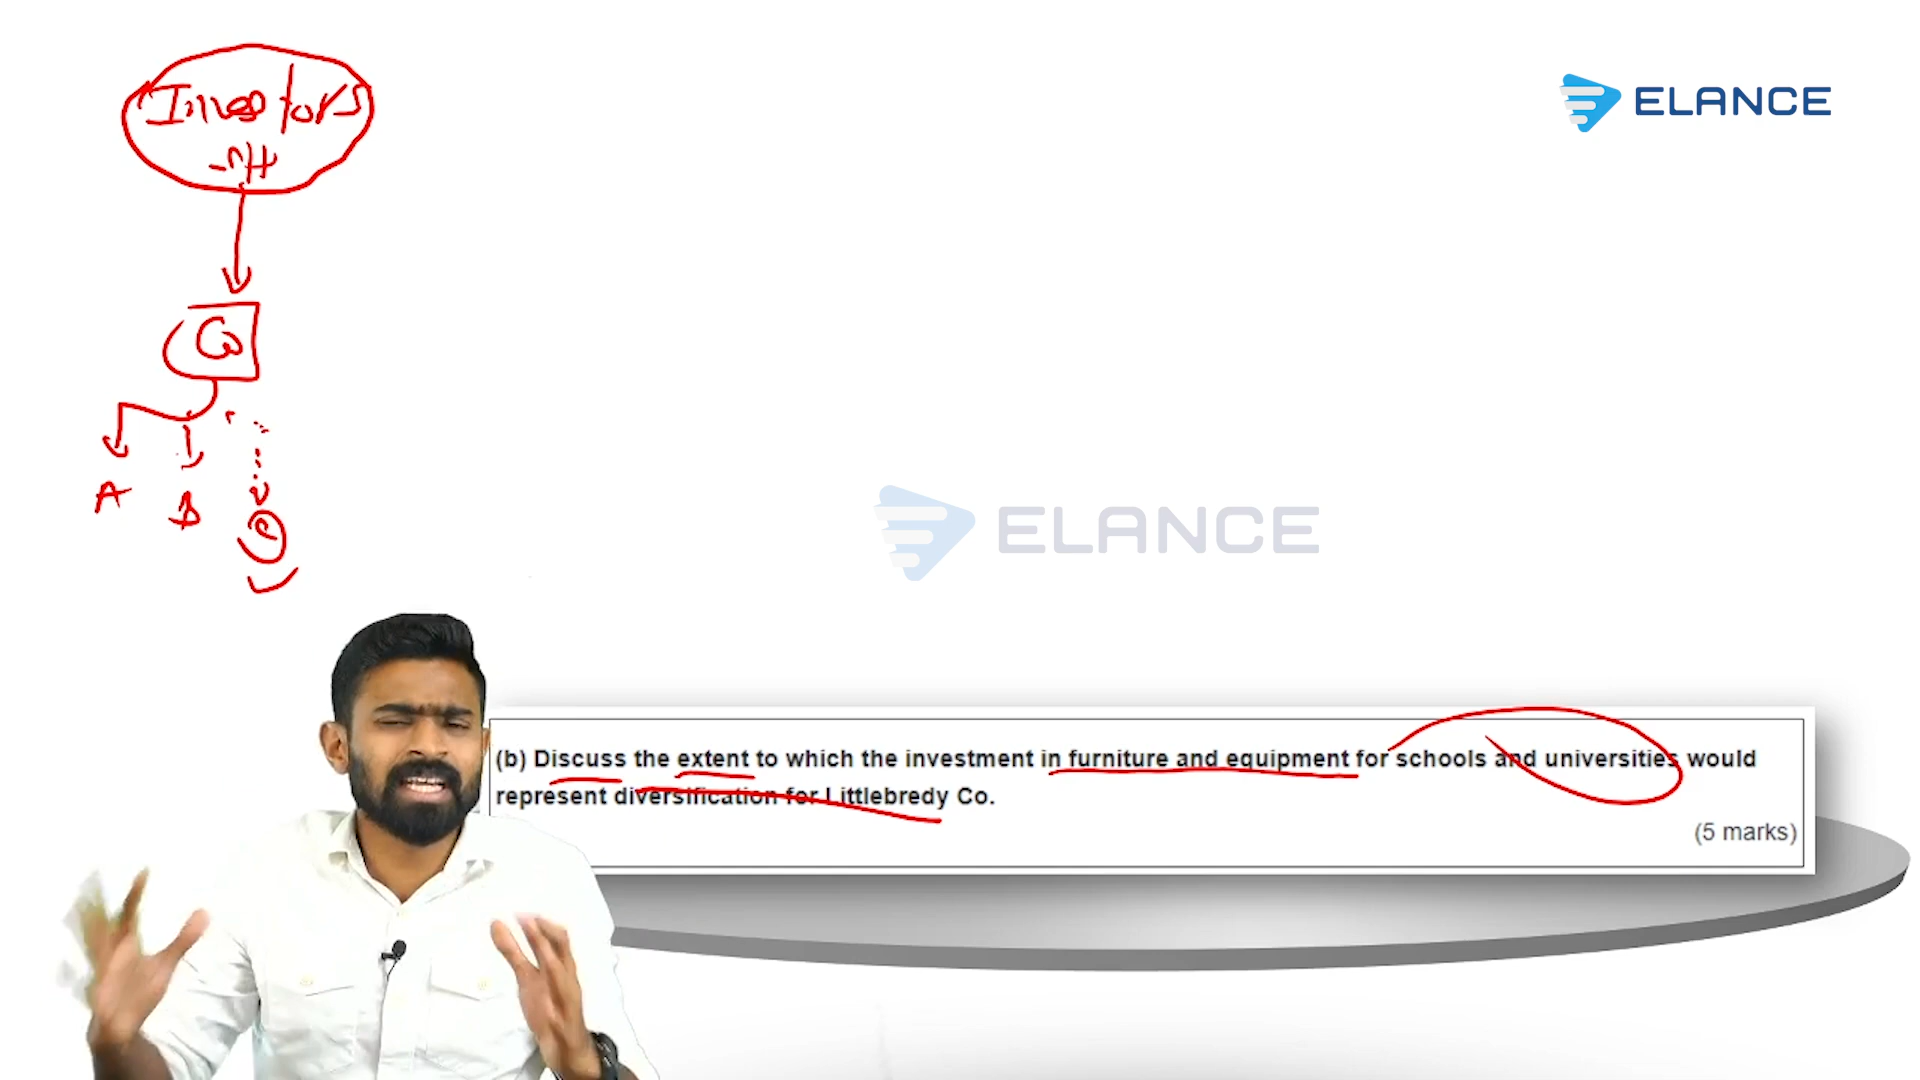 Investors
ELANCE
Co
A B
ELANCE
(b) Discuss the extent to which the investment in furniture and equipment for schools and universities would
represent diversification for Littlebredy Co.
(5 marks)